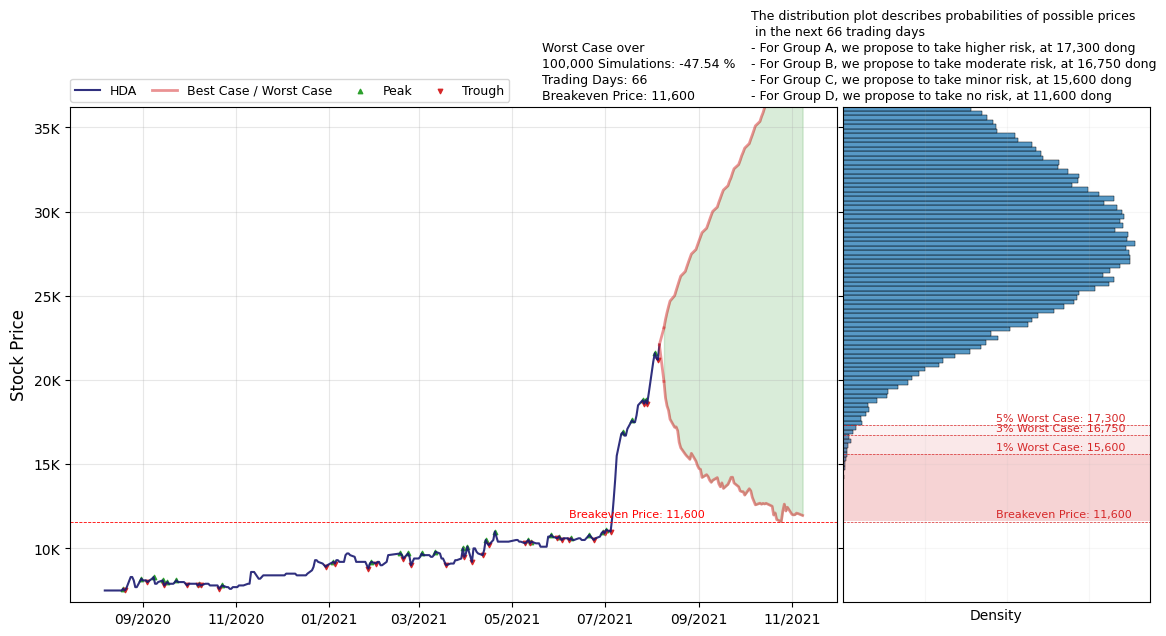 The distribution plot describes probabilities of possible prices
in the next 66 trading days
- For Group A, we propose to take higher risk, at 17,300 dong
- For Group B, we propose to take moderate risk, at 16,750 dong
- For Group C, we propose to take minor risk, at 15,600 dong
- For Group D, we propose to take no risk, at 11,600 dong
Worst Case over
100,000 Simulations: -47.54 %
Trading Days: 66
Breakeven Price: 11,600
HDA
Best Case / Worst Case
Peak
Trough
Stock Price
35K
30K
25K
20K
15K
10K
Breakeven Price: 11,600
09/2020
11/2020
01/2021
03/2021
05/2021
07/2021
09/2021
11/2021
5% Worst Case: 17,300
3% Worst Case: 16,750
1% Worst Case: 15,600
Breakeven Price: 11,600
Density